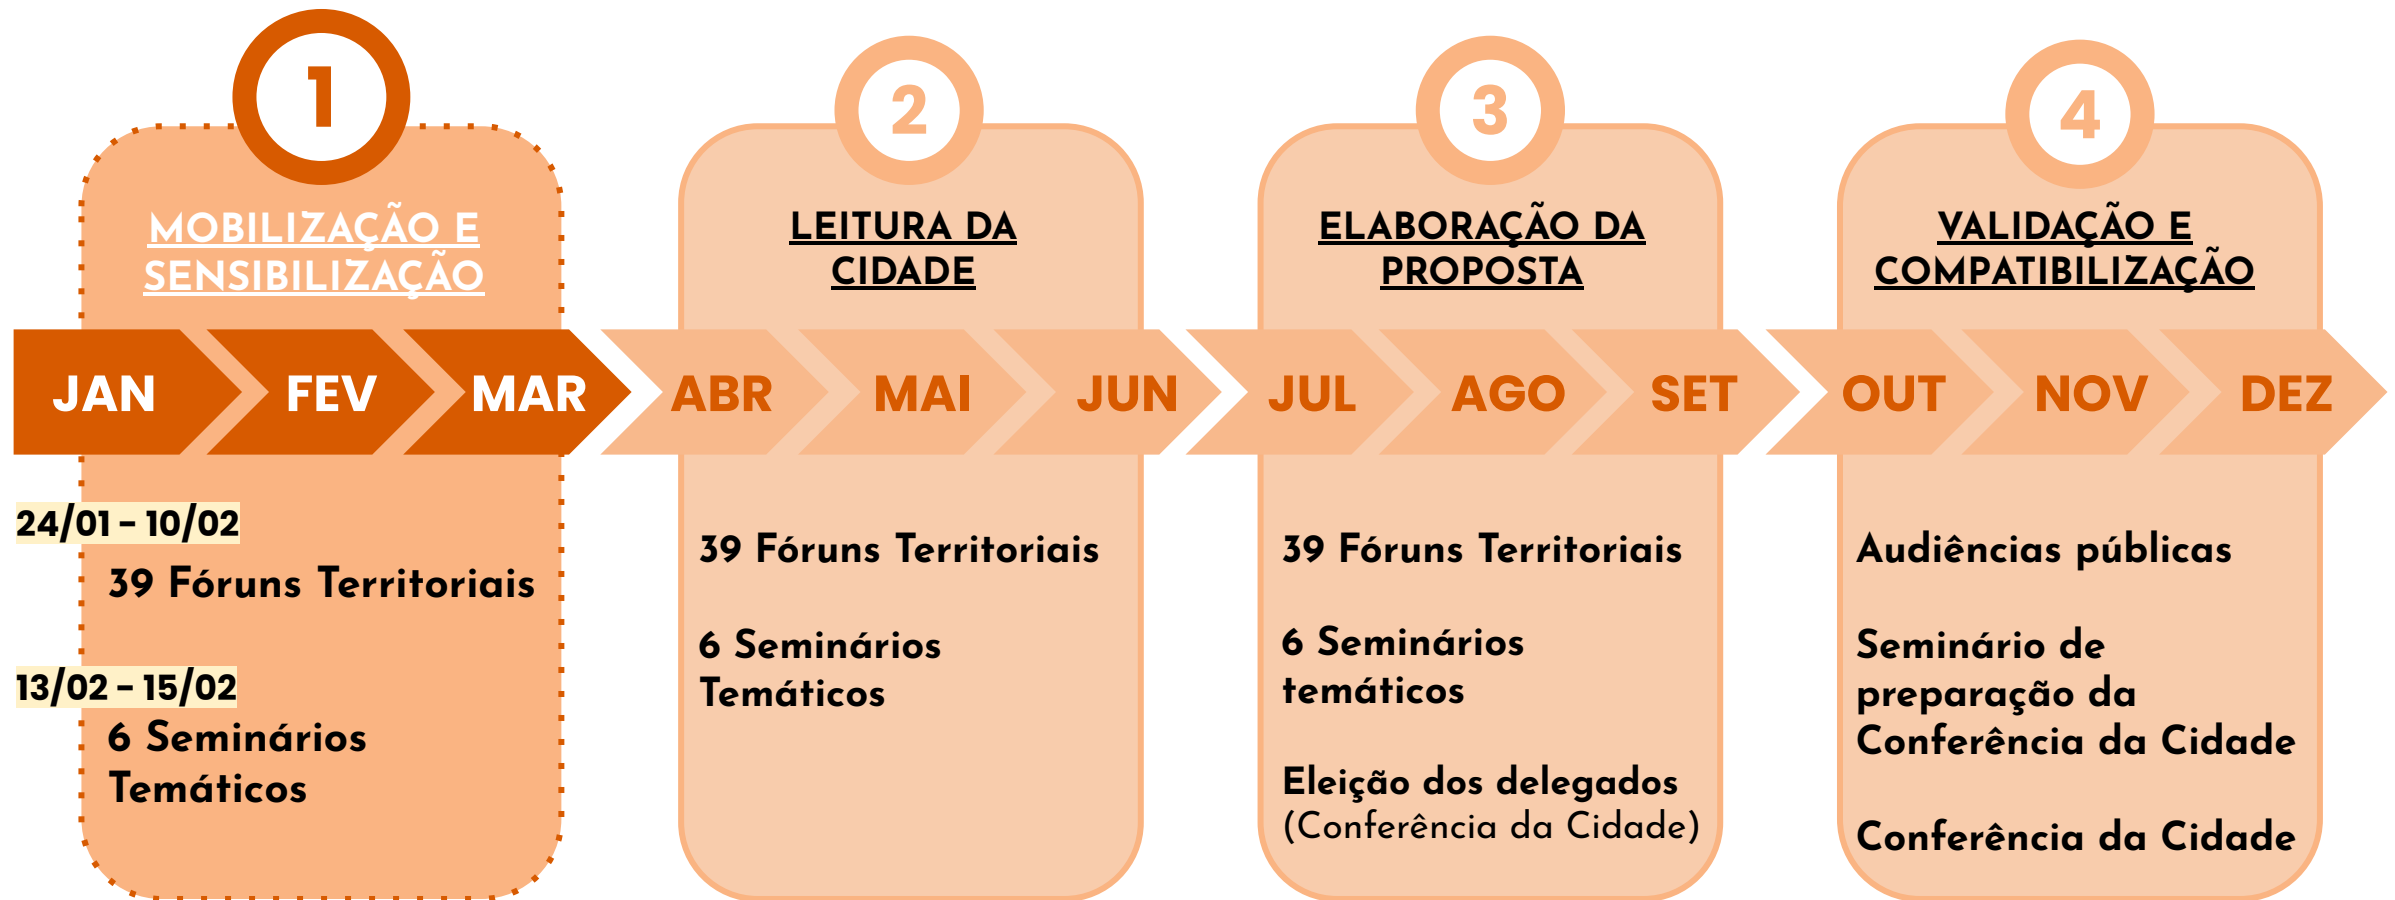 1
MOBILIZAÇÃO E
SENSIBILIZAÇÃO
2
LEITURA DA
CIDADE
3
ELABORAÇÃO DA
PROPOSTA
4
VALIDAÇÃO E
COMPATIBILIZAÇÃO
JAN FEV MAR ABR MAI JUN JUL AGO SET OUT NOV DEZ
24/01 – 10/02
39 Fóruns Territoriais
13/02 – 15/02
6 Seminários
Temáticos
39 Fóruns Territoriais
6 Seminários
Temáticos
39 Fóruns Territoriais
6 Seminários
temáticos
Eleição dos delegados
(Conferência da Cidade)
Audiências públicas
Seminário de
preparação da
Conferência da Cidade
Conferência da Cidade